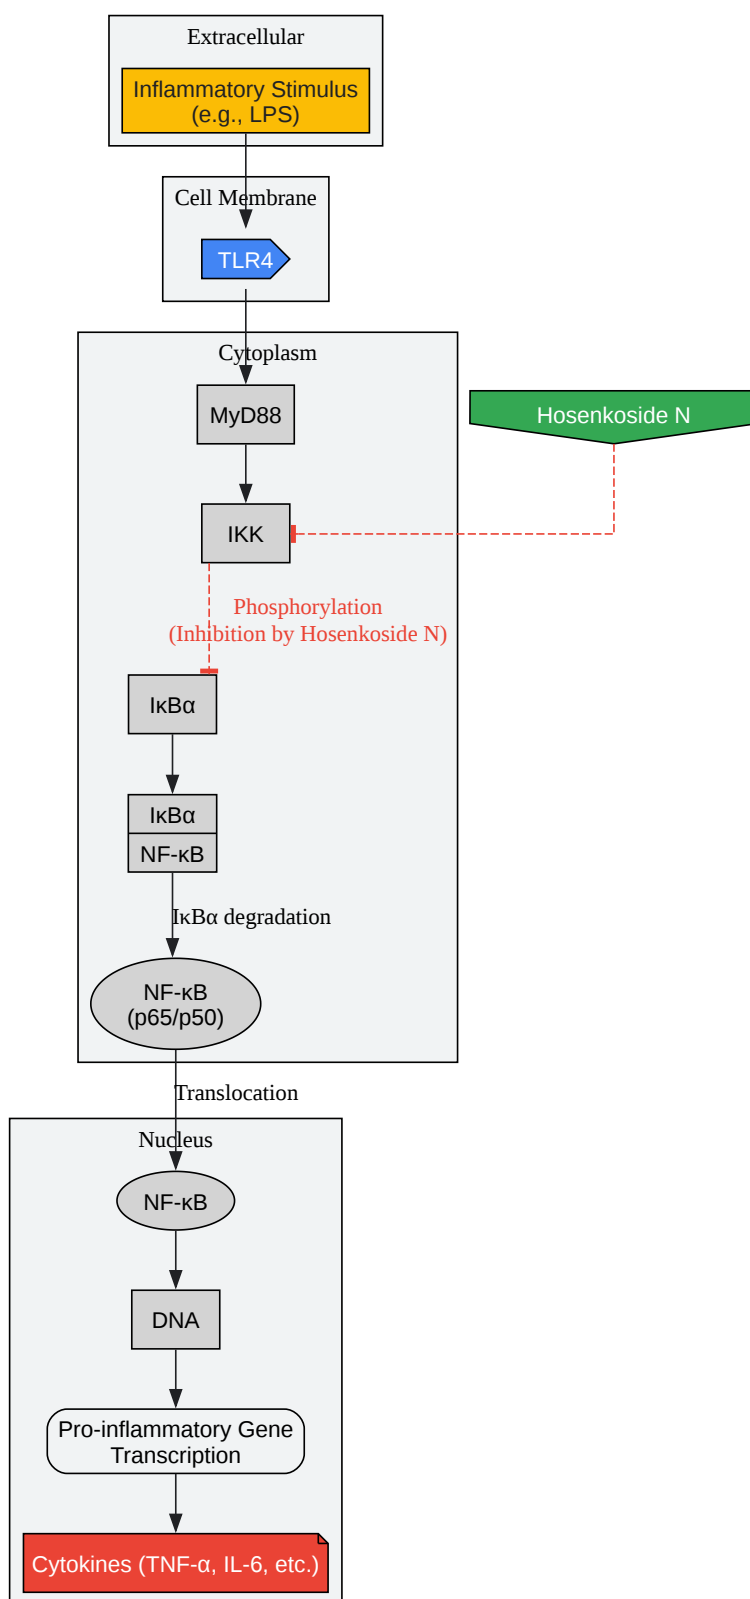 Extracellular
Inflammatory Stimulus
(e.g., LPS)
Cell Membrane
TLR4
Cytoplasm
MyD88
Hosenkoside N
IKK
Phosphorylation
(Inhibition by Hosenkoside N)
IκBα
IκBα
NF-κB
IκBα degradation
NF-κB
(p65/p50)
Translocation
Nucleus
NF-κB
DNA
Pro-inflammatory Gene
Transcription
Cytokines (TNF-α, IL-6, etc.)